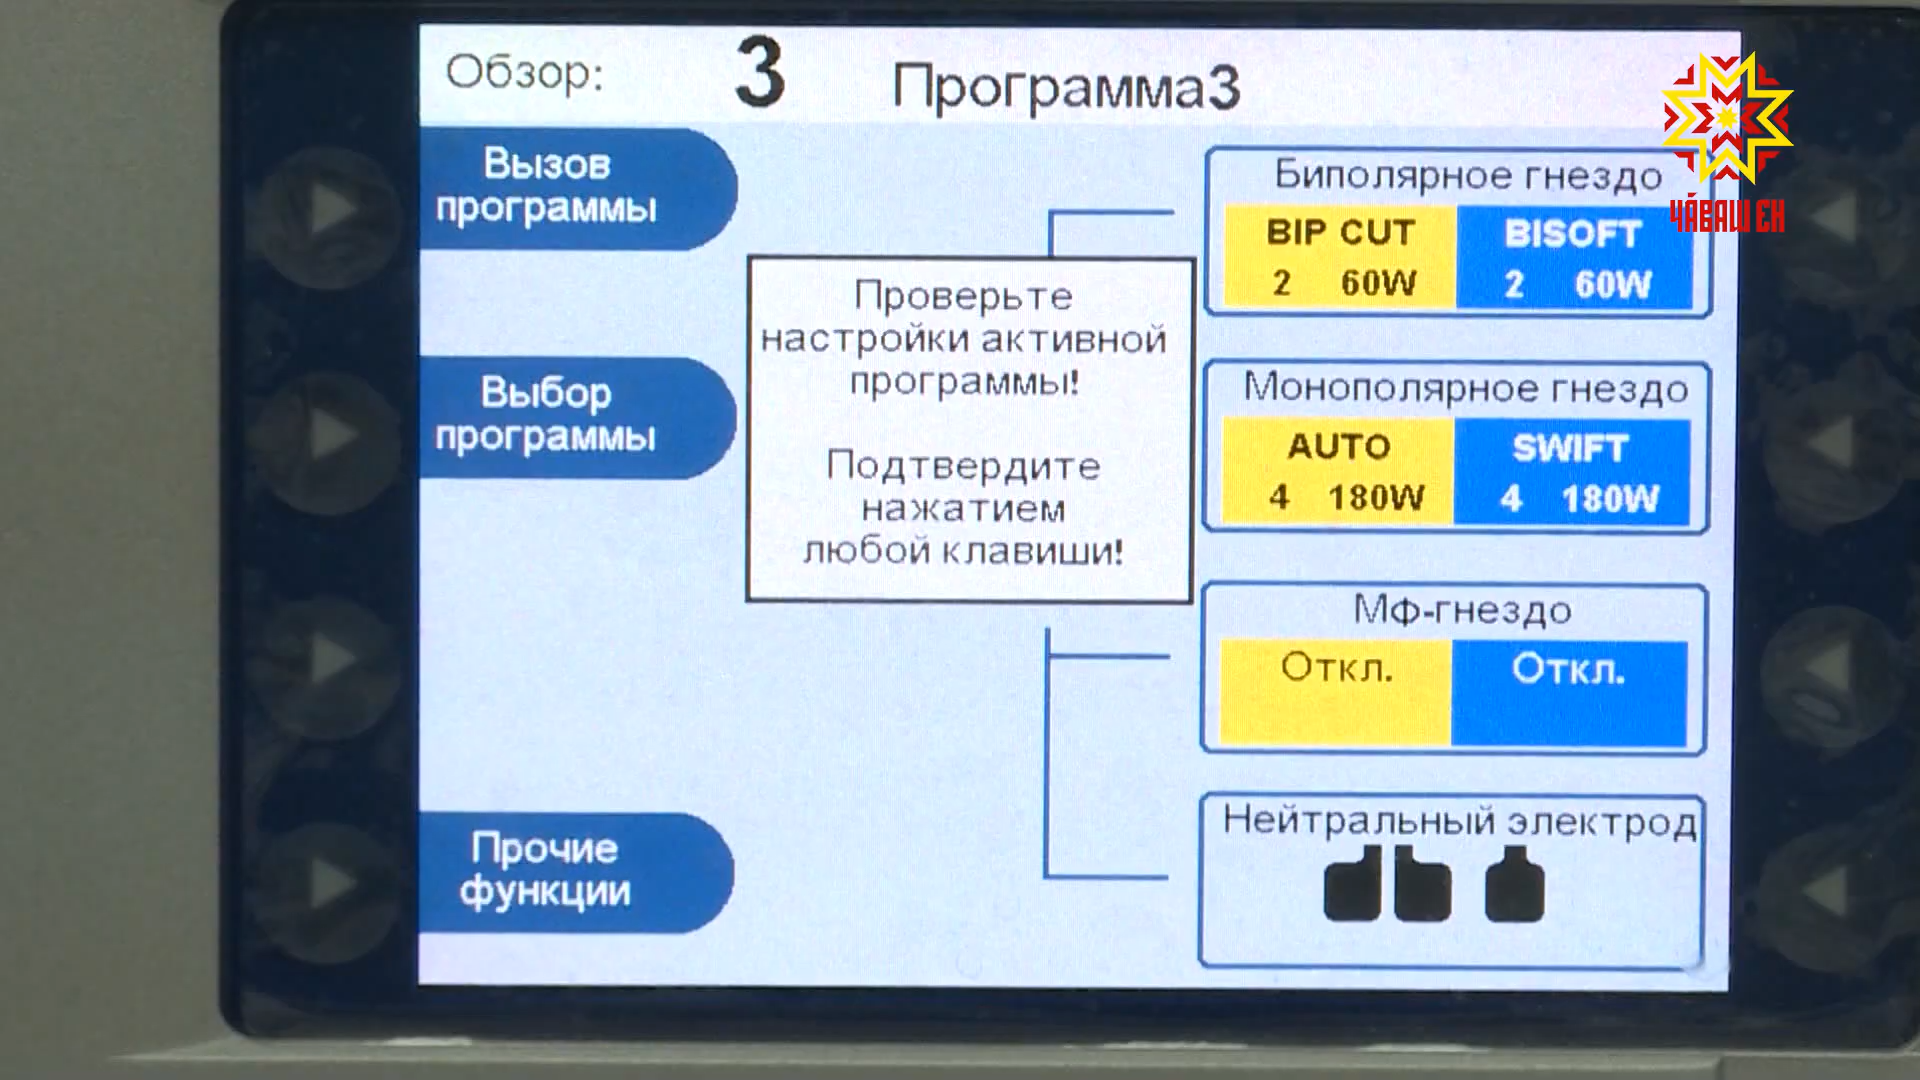 Обзор: 3 Программа3
Вызов
программы
Выбор
программы
Прочие
функции
Проверьте
настройки активной
программы!
Подтвердите
нажатием
любой клавиши!
Биполярное гнездо
BIP CUT BISOFT
2 60W 2 60W
Монополярное гнездо
AUTO SWIFT
4 180W 4 180W
Мф-гнездо
Откл. Откл.
Нейтральный электрод
ЧӐВАШ ЕН